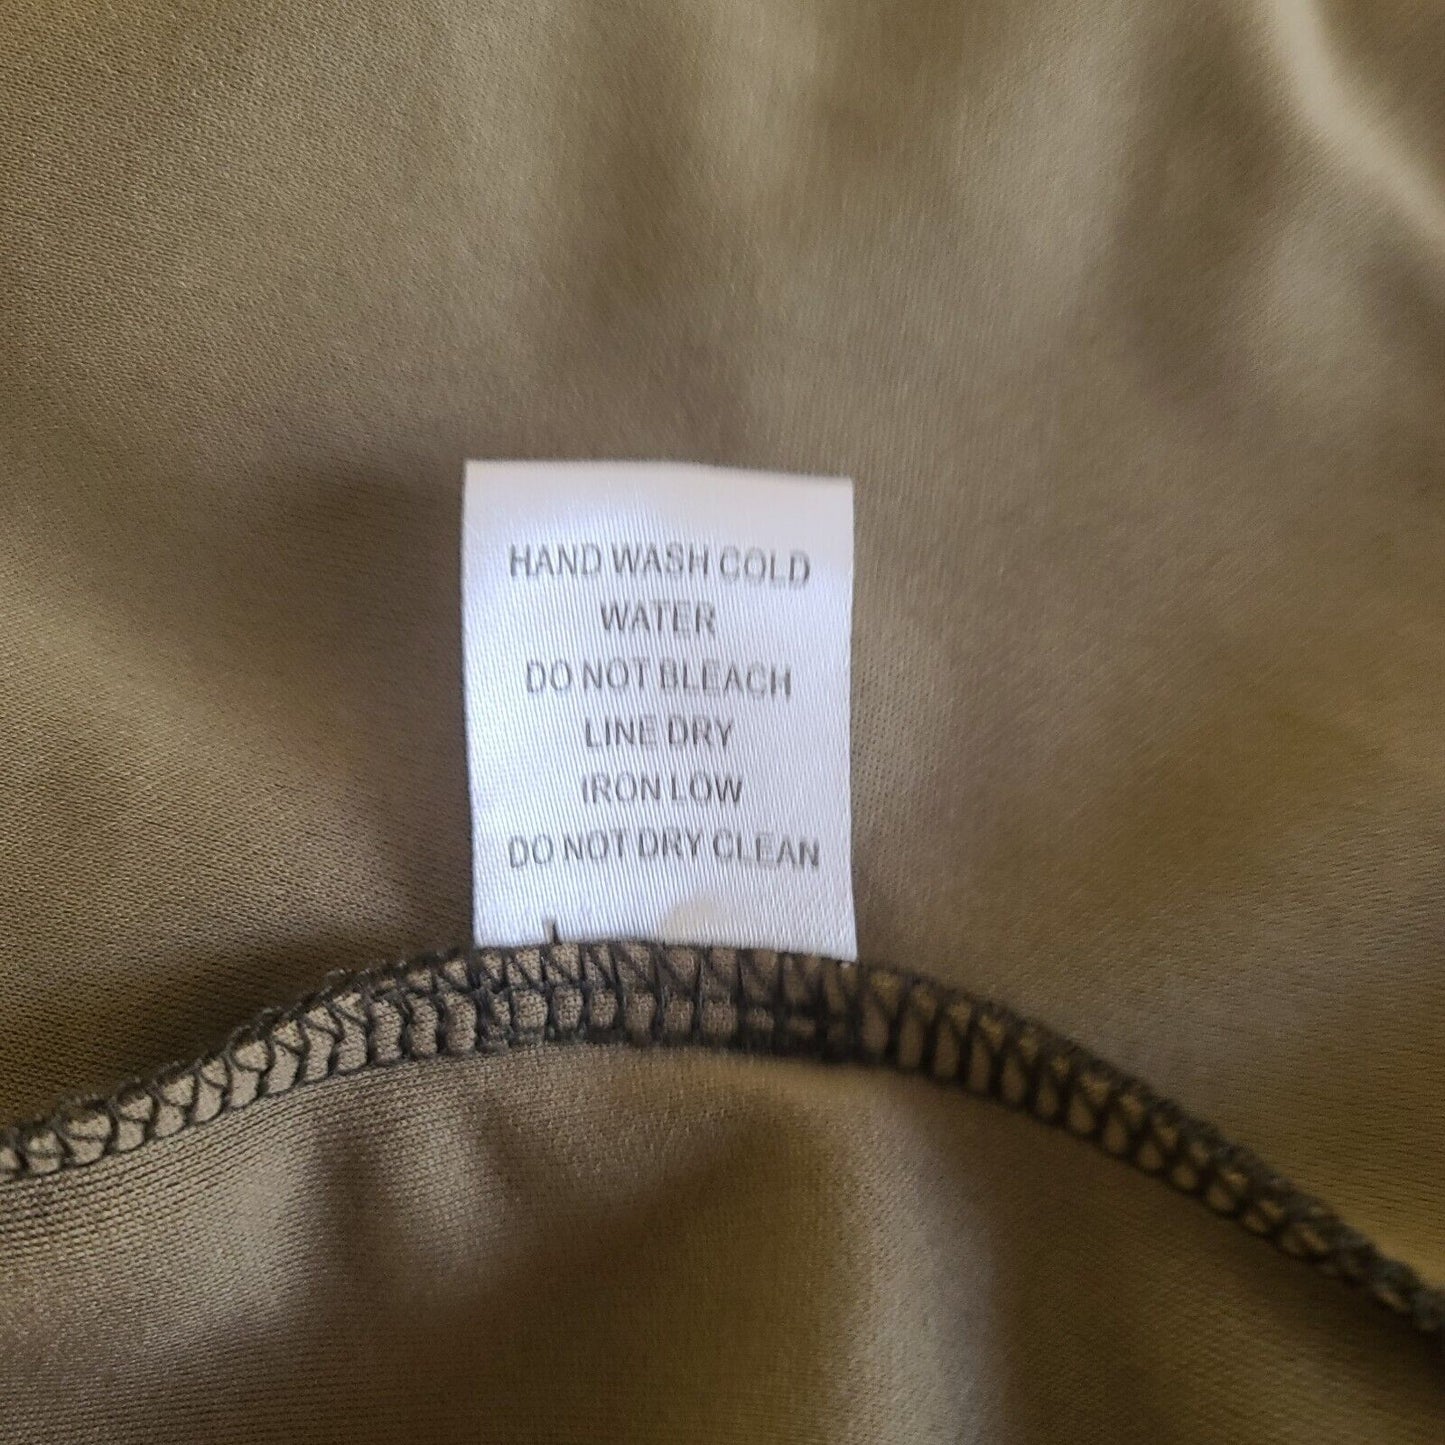 HAND WASH COLD
WATER
DO NOT BLEACH
LINE DRY
IRON LOW
DO NOT DRY CLEAN